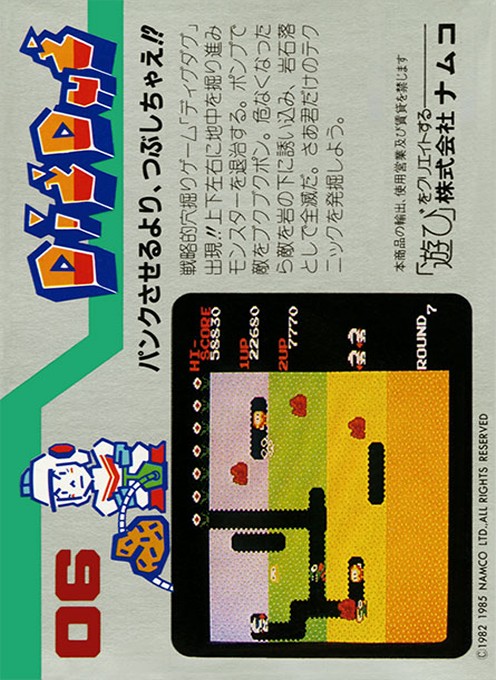 DIG DUG
パンクさせるより、つぶしちゃえ!?
戦略的穴掘りゲーム「ディグダグ」
出現!!上下左右に地中を掘り進み
モンスターを退治する。ポンプで
敵をプクプクポン。危なくなった
ら敵を岩の下に誘い込み、岩石落
として全滅だ。さあ君だけのテク
ニックを発掘しよう。
06
HI-
SCORE
58830
1UP
22680
2UP
7770
ROUND 7
本商品の輸出、使用営業及び賃貸を禁じます
「遊び」をクリエイトする
株式会社ナムコ
©1982 1985 NAMCO LTD., ALL RIGHTS RESERVED